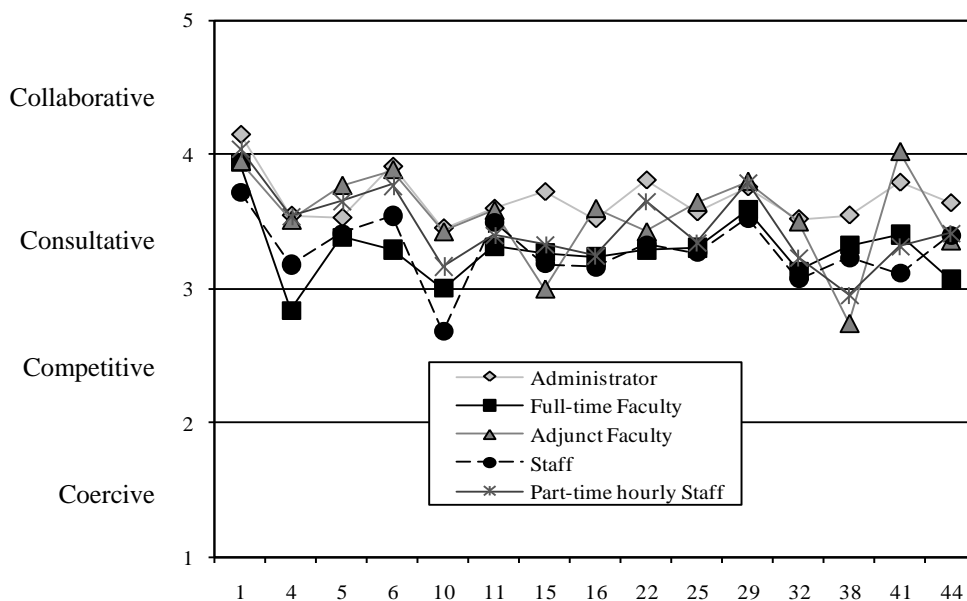 5
Collaborative
4
Consultative
3
Competitive
Administrator
Full-time Faculty
Adjunct Faculty
2
Staff
Coercive
Part-time hourly Staff
1
1 4 5 6 10 11 15 16 22 25 29 32 38 41 44